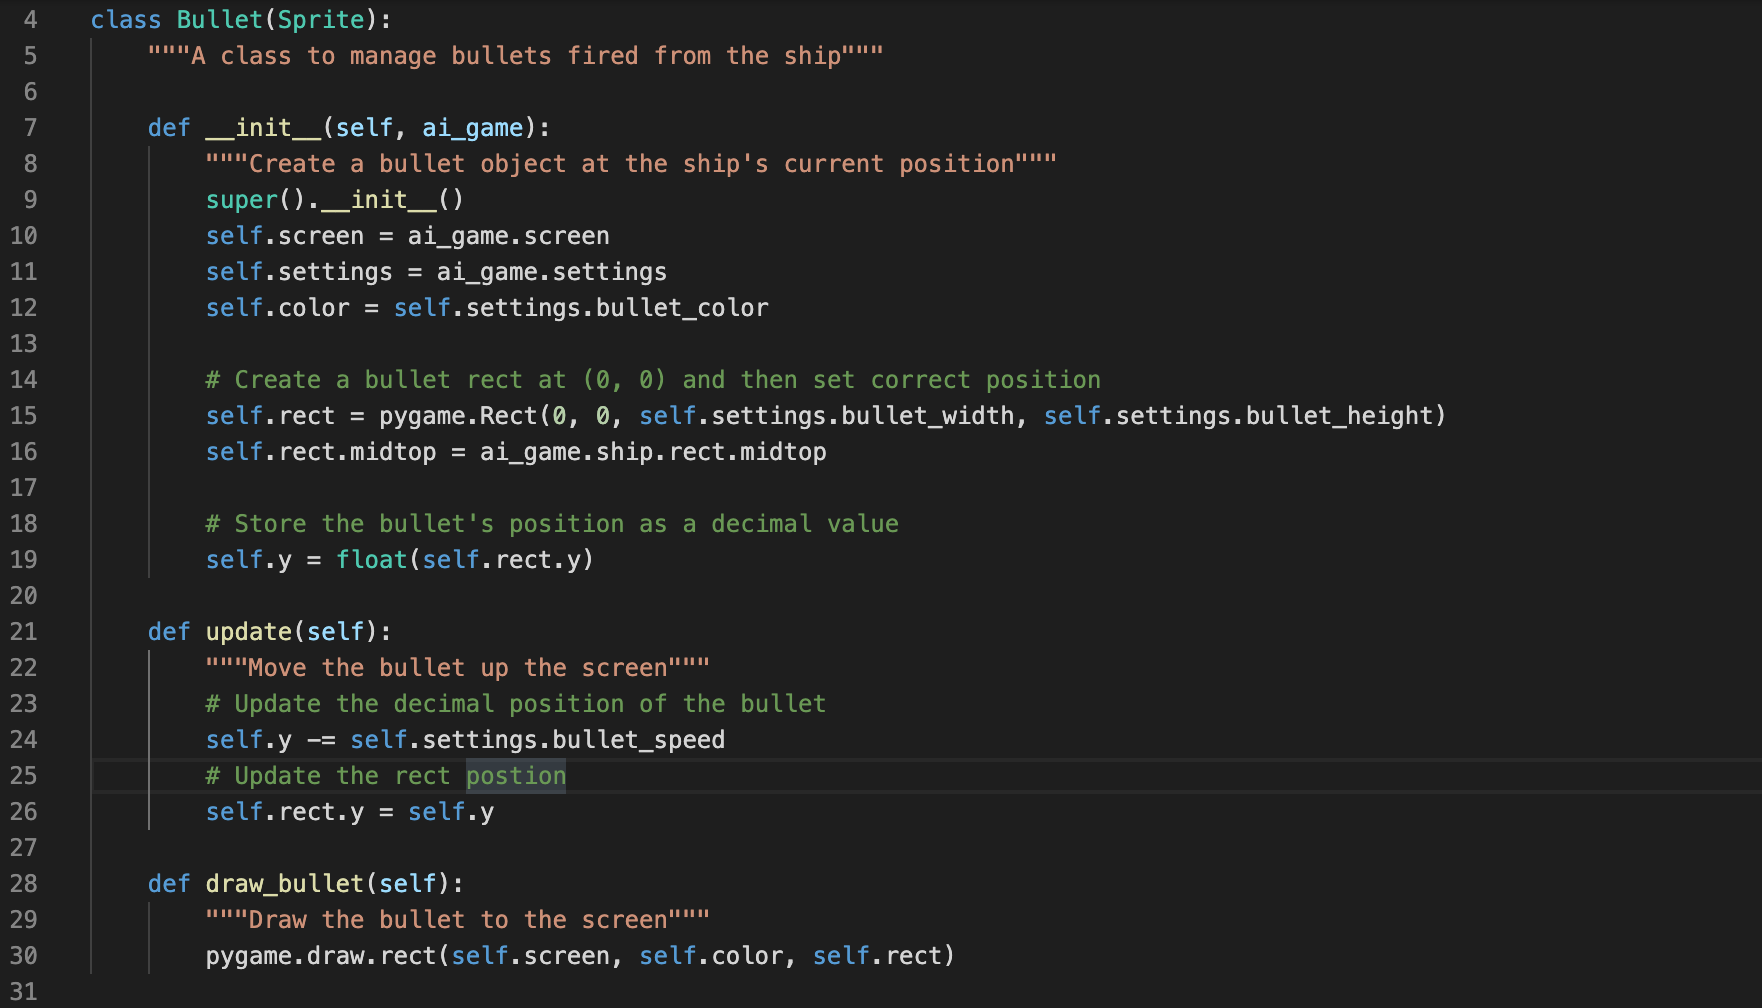 4 class Bullet(Sprite):
5     """A class to manage bullets fired from the ship"""
6
7     def __init__(self, ai_game):
8         """Create a bullet object at the ship's current position"""
9         super().__init__()
10         self.screen = ai_game.screen
11         self.settings = ai_game.settings
12         self.color = self.settings.bullet_color
13
14         # Create a bullet rect at (0, 0) and then set correct position
15         self.rect = pygame.Rect(0, 0, self.settings.bullet_width, self.settings.bullet_height)
16         self.rect.midtop = ai_game.ship.rect.midtop
17
18         # Store the bullet's position as a decimal value
19         self.y = float(self.rect.y)
20
21     def update(self):
22         """Move the bullet up the screen"""
23         # Update the decimal position of the bullet
24         self.y -= self.settings.bullet_speed
25         # Update the rect postion
26         self.rect.y = self.y
27
28     def draw_bullet(self):
29         """Draw the bullet to the screen"""
30         pygame.draw.rect(self.screen, self.color, self.rect)
31